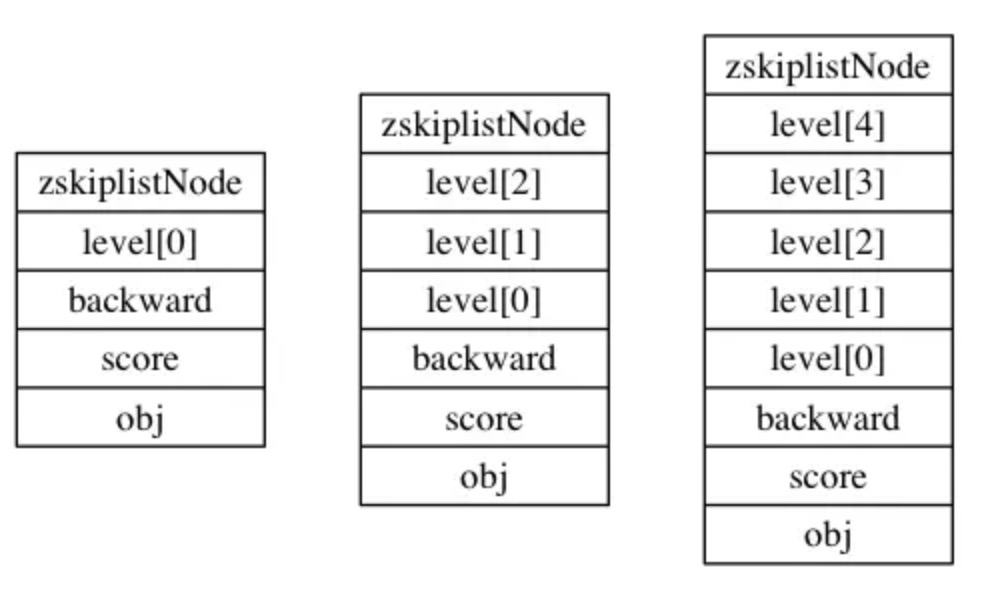 zskiplistNode
level[0]
backward
score
obj
zskiplistNode
level[2]
level[1]
level[0]
backward
score
obj
zskiplistNode
level[4]
level[3]
level[2]
level[1]
level[0]
backward
score
obj